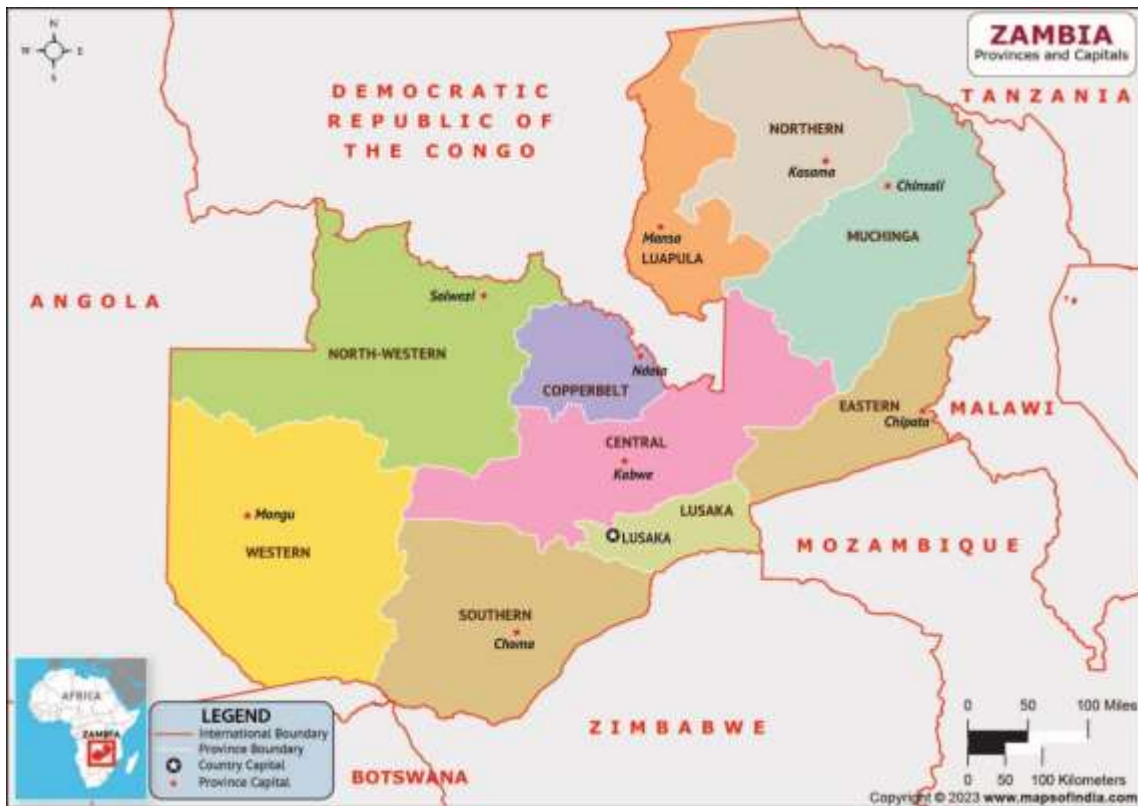 N
W
E
S
ZAMBIA
Provinces and Capitals
DEMOCRATIC
REPUBLIC OF
THE CONGO
TANZANIA
NORTHERN
Kasama
Chinsali
MUCHINGA
Mansa
LUAPULA
ANGOLA
Solwezi
NORTH-WESTERN
Ndola
COPPERBELT
EASTERN
Chipata
MALAWI
CENTRAL
Kabwe
Mongu
WESTERN
LUSAKA
LUSAKA
MOZAMBIQUE
SOUTHERN
Choma
AFRICA
ZAMBIA
LEGEND
International Boundary
Province Boundary
Country Capital
Province Capital
ZIMBABWE
BOTSWANA
0 50 100 Miles
0 50 100 Kilometers
Copyright © 2023 www.mapsofindia.com